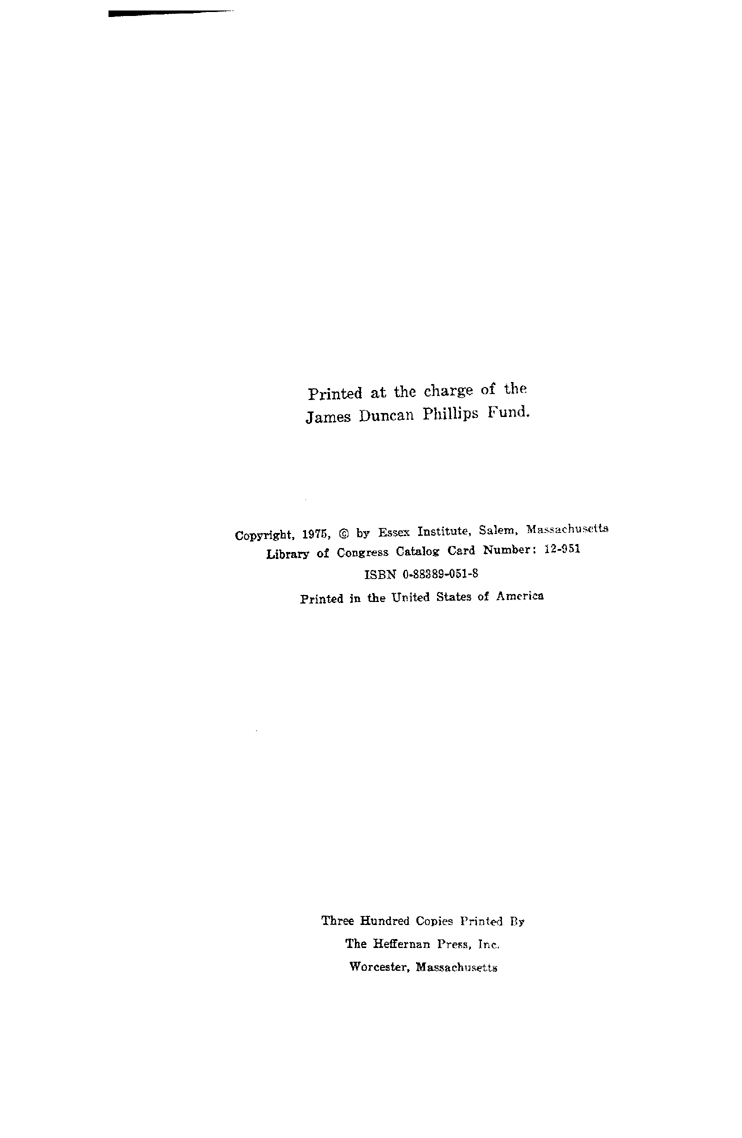 Printed at the charge of the
James Duncan Phillips Fund.
Copyright, 1975, © by Essex Institute, Salem, Massachusetts
Library of Congress Catalog Card Number: 12-951
ISBN 0-88389-051-8
Printed in the United States of America
Three Hundred Copies Printed By
The Heffernan Press, Inc.
Worcester, Massachusetts